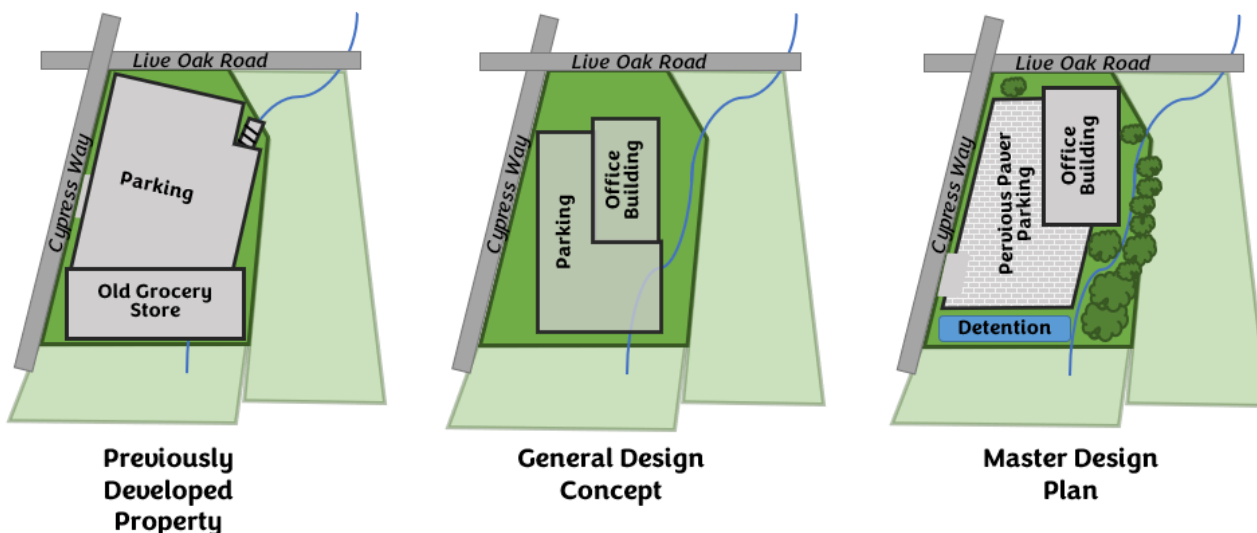 Live Oak Road
Cypress Way
Parking
Old Grocery
Store
Previously
Developed
Property
Live Oak Road
Cypress Way
Parking
Office
Building
General Design
Concept
Live Oak Road
Cypress Way
Pervious Paver
Parking
Office
Building
Detention
Master Design
Plan